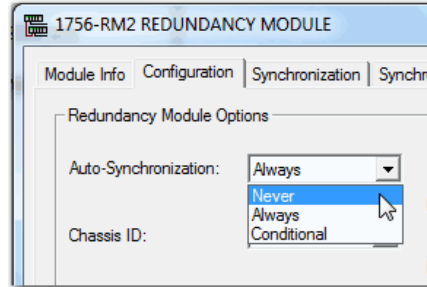 1756-RM2 REDUNDANCY MODULE
Module Info Configuration Synchronization
Redundancy Module Options
Auto-Synchronization: Always
Never
Always
Conditional
Chassis ID: